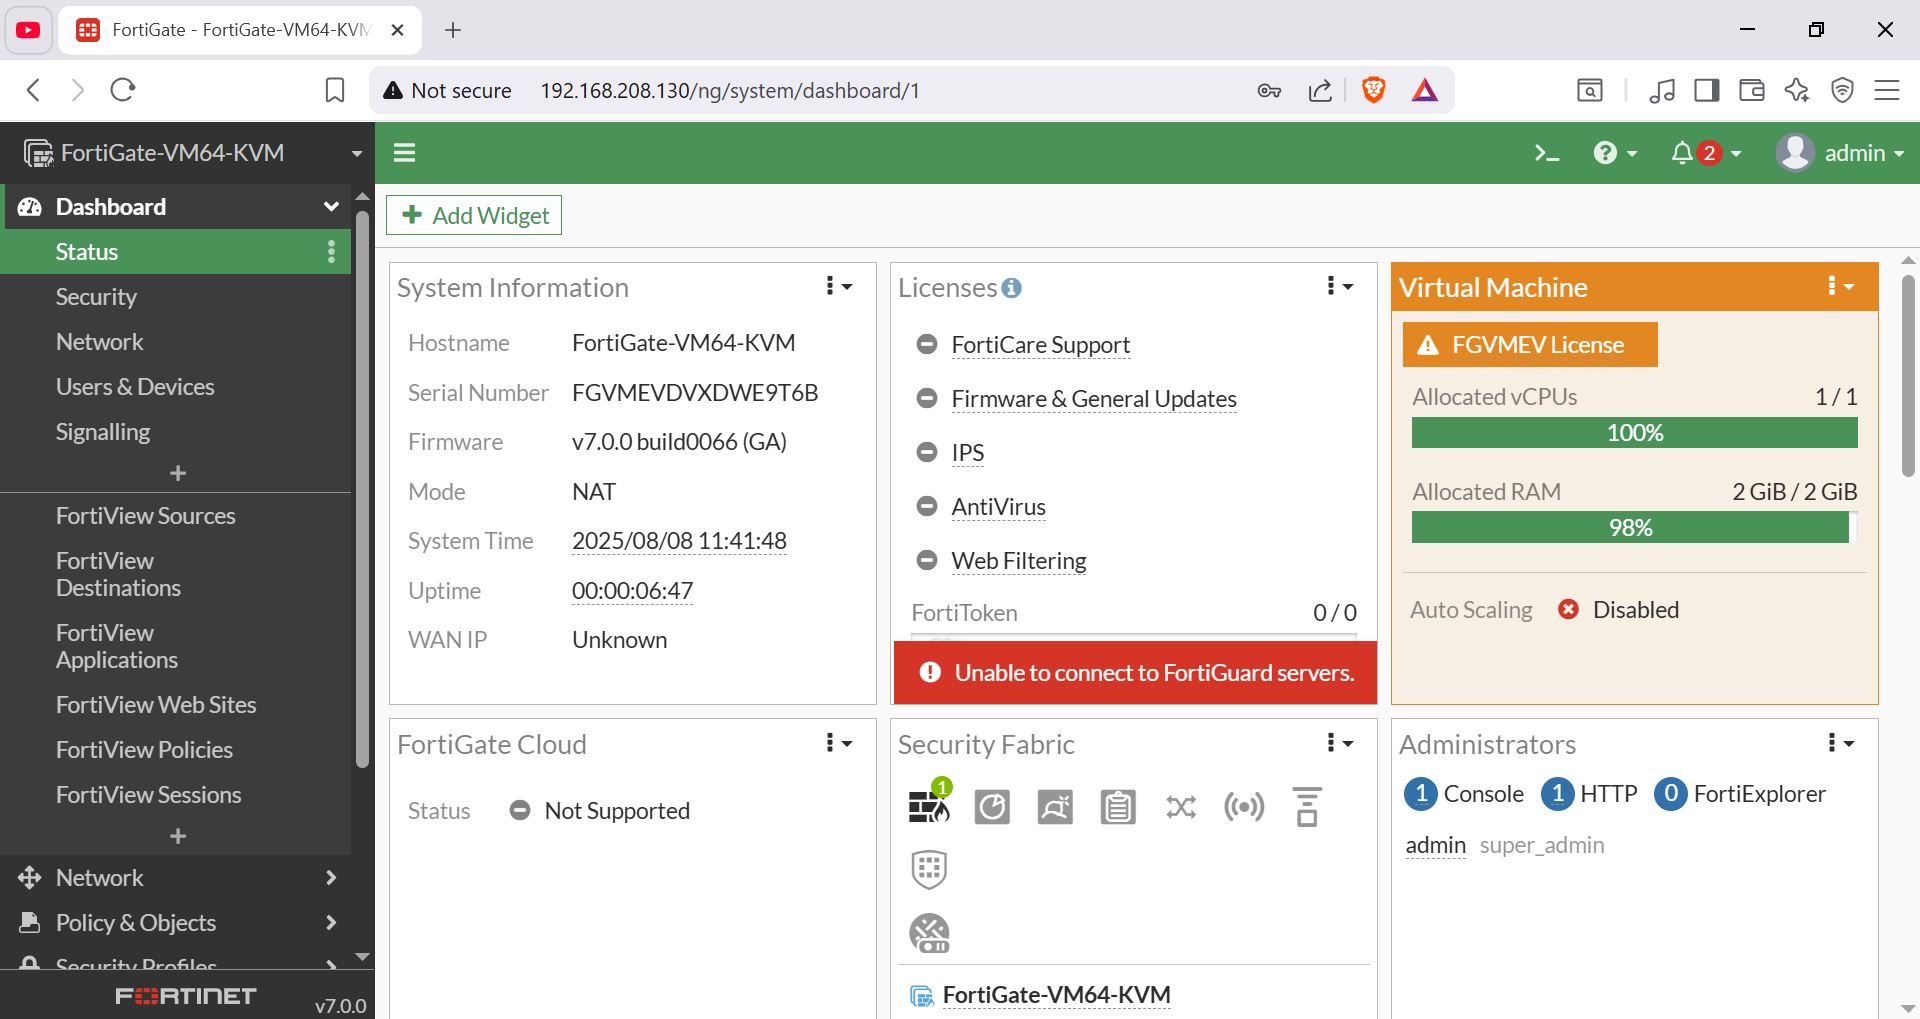 FortiGate - FortiGate-VM64-KVM
Not secure 192.168.208.130/ng/system/dashboard/1
FortiGate-VM64-KVM
2
admin
Dashboard
Status
Security
Network
Users & Devices
Signalling
+
FortiView Sources
FortiView
Destinations
FortiView
Applications
FortiView Web Sites
FortiView Policies
FortiView Sessions
+
Network
Policy & Objects
Security Profiles
FORTINET
v7.0.0
+ Add Widget
System Information
Hostname FortiGate-VM64-KVM
Serial Number FGVMEVDVXDWE9T6B
Firmware v7.0.0 build0066 (GA)
Mode NAT
System Time 2025/08/08 11:41:48
Uptime 00:00:06:47
WAN IP Unknown
Licenses
FortiCare Support
Firmware & General Updates
IPS
AntiVirus
Web Filtering
FortiToken 0 / 0
Unable to connect to FortiGuard servers.
Virtual Machine
FGVMEV License
Allocated vCPUs 1 / 1
100%
Allocated RAM 2 GiB / 2 GiB
98%
Auto Scaling Disabled
FortiGate Cloud
Status Not Supported
Security Fabric
1
FortiGate-VM64-KVM
Administrators
1 Console 1 HTTP 0 FortiExplorer
admin super_admin